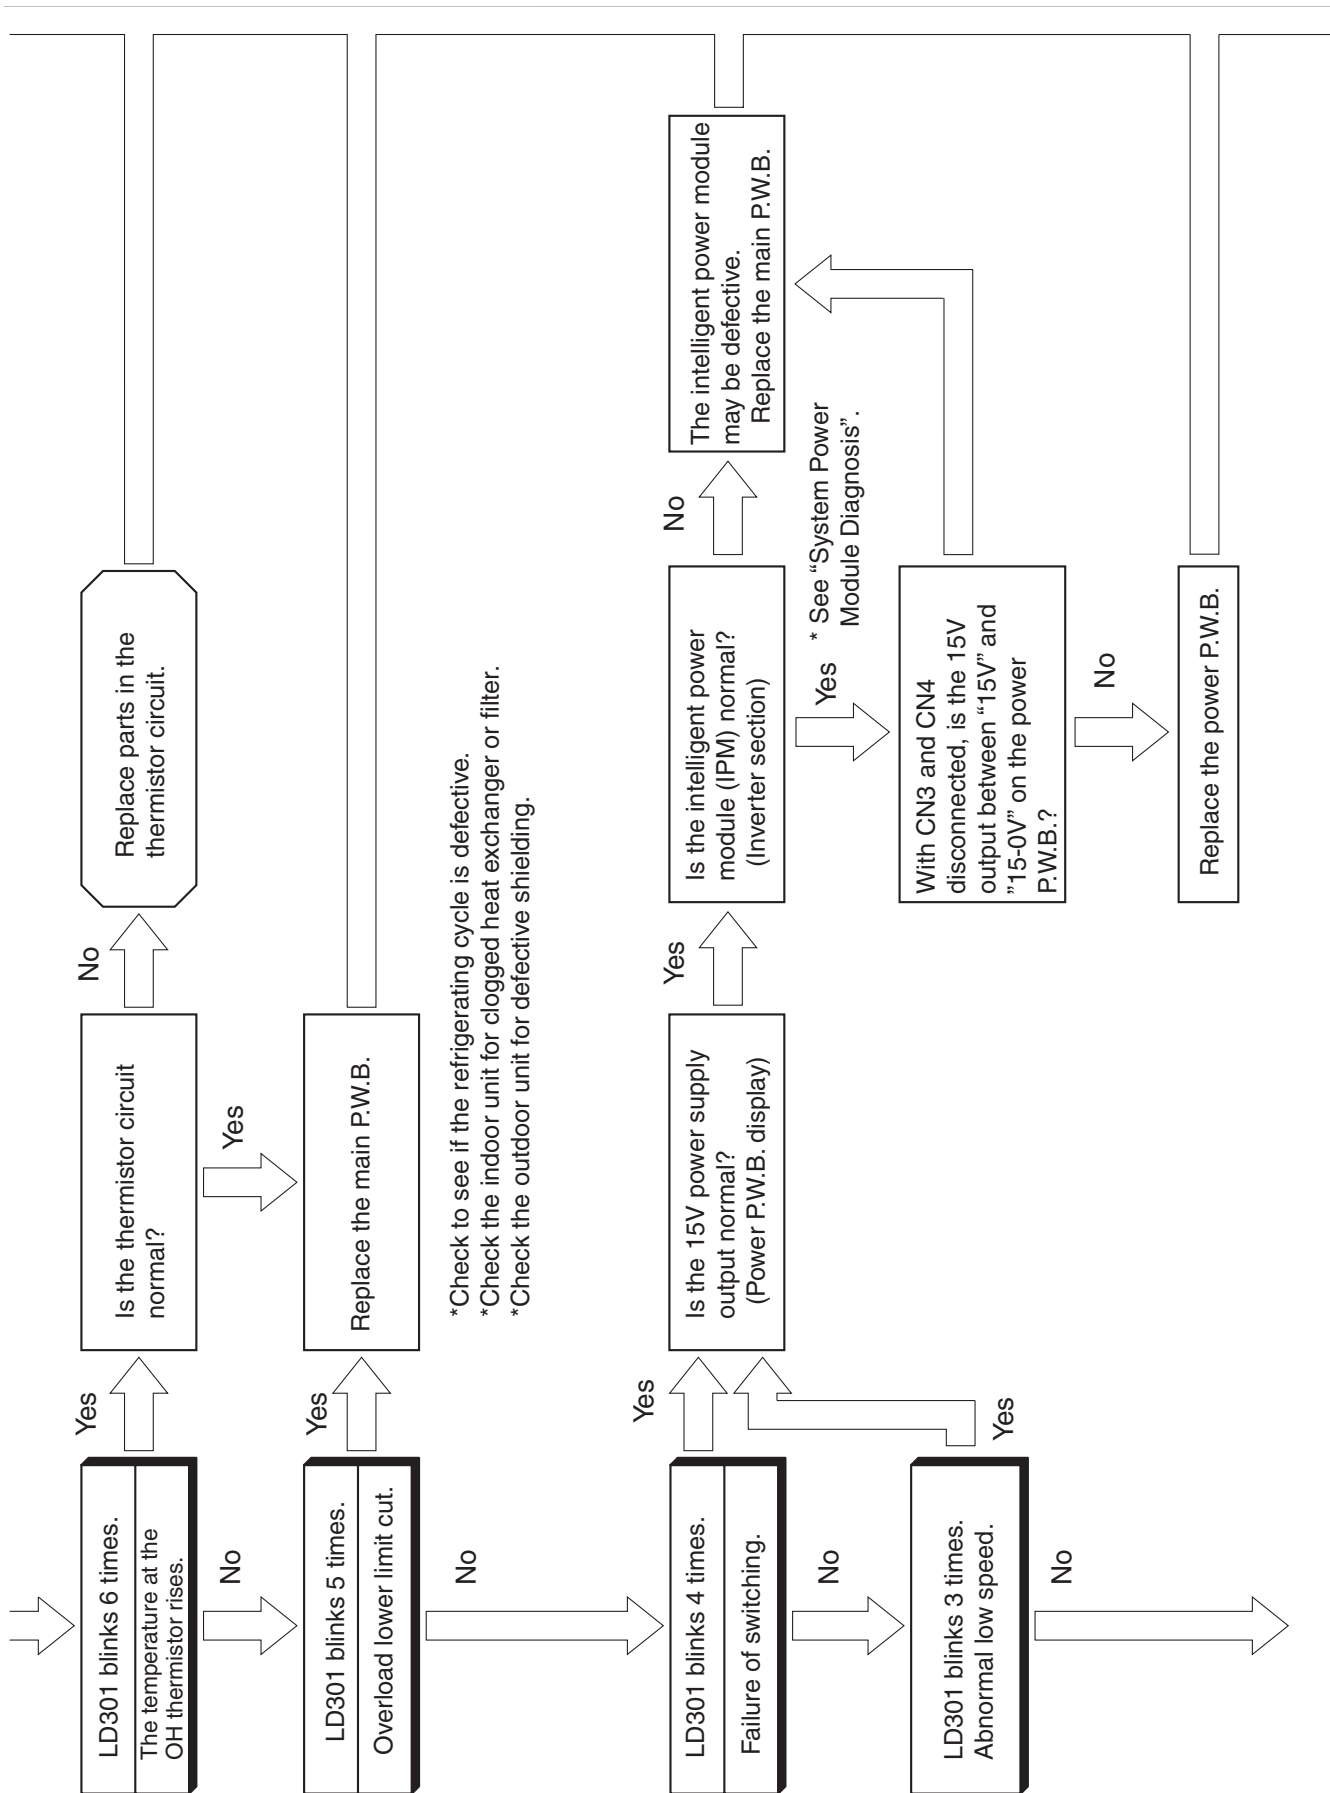 LD301 blinks 6 times.
The temperature at the
OH thermistor rises.
Yes
Is the thermistor circuit
normal?
No
Replace parts in the
thermistor circuit.
No
Yes
LD301 blinks 5 times.
Overload lower limit cut.
Yes
Replace the main P.W.B.
*Check to see if the refrigerating cycle is defective.
*Check the indoor unit for clogged heat exchanger or filter.
*Check the outdoor unit for defective shielding.
No
LD301 blinks 4 times.
Failure of switching.
Yes
Is the 15V power supply
output normal?
(Power P.W.B. display)
Yes
Is the intelligent power
module (IPM) normal?
(Inverter section)
No
The intelligent power module
may be defective.
Replace the main P.W.B.
No
Yes
* See “System Power
Module Diagnosis”.
LD301 blinks 3 times.
Abnormal low speed.
Yes
With CN3 and CN4
disconnected, is the 15V
output between “15V” and
”15-0V” on the power
P.W.B.?
No
No
Replace the power P.W.B.